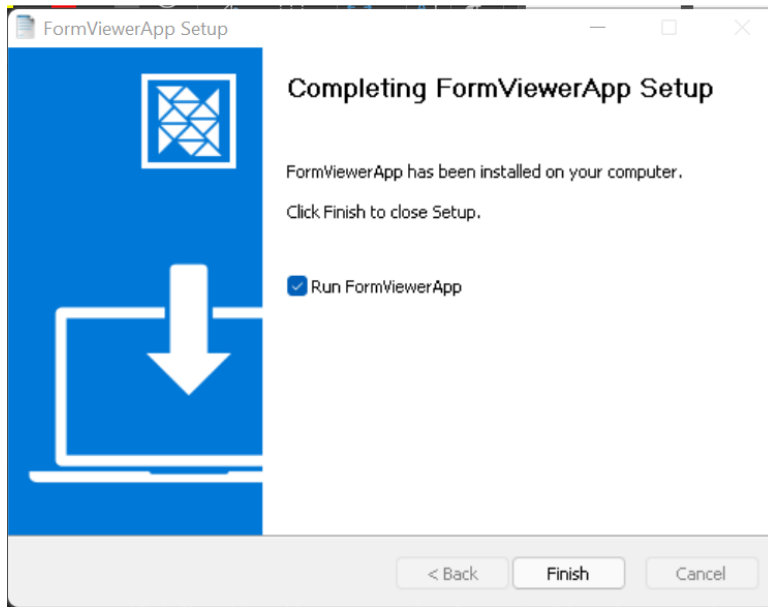 FormViewerApp Setup
Completing FormViewerApp Setup
FormViewerApp has been installed on your computer.
Click Finish to close Setup.
Run FormViewerApp
< Back
Finish
Cancel